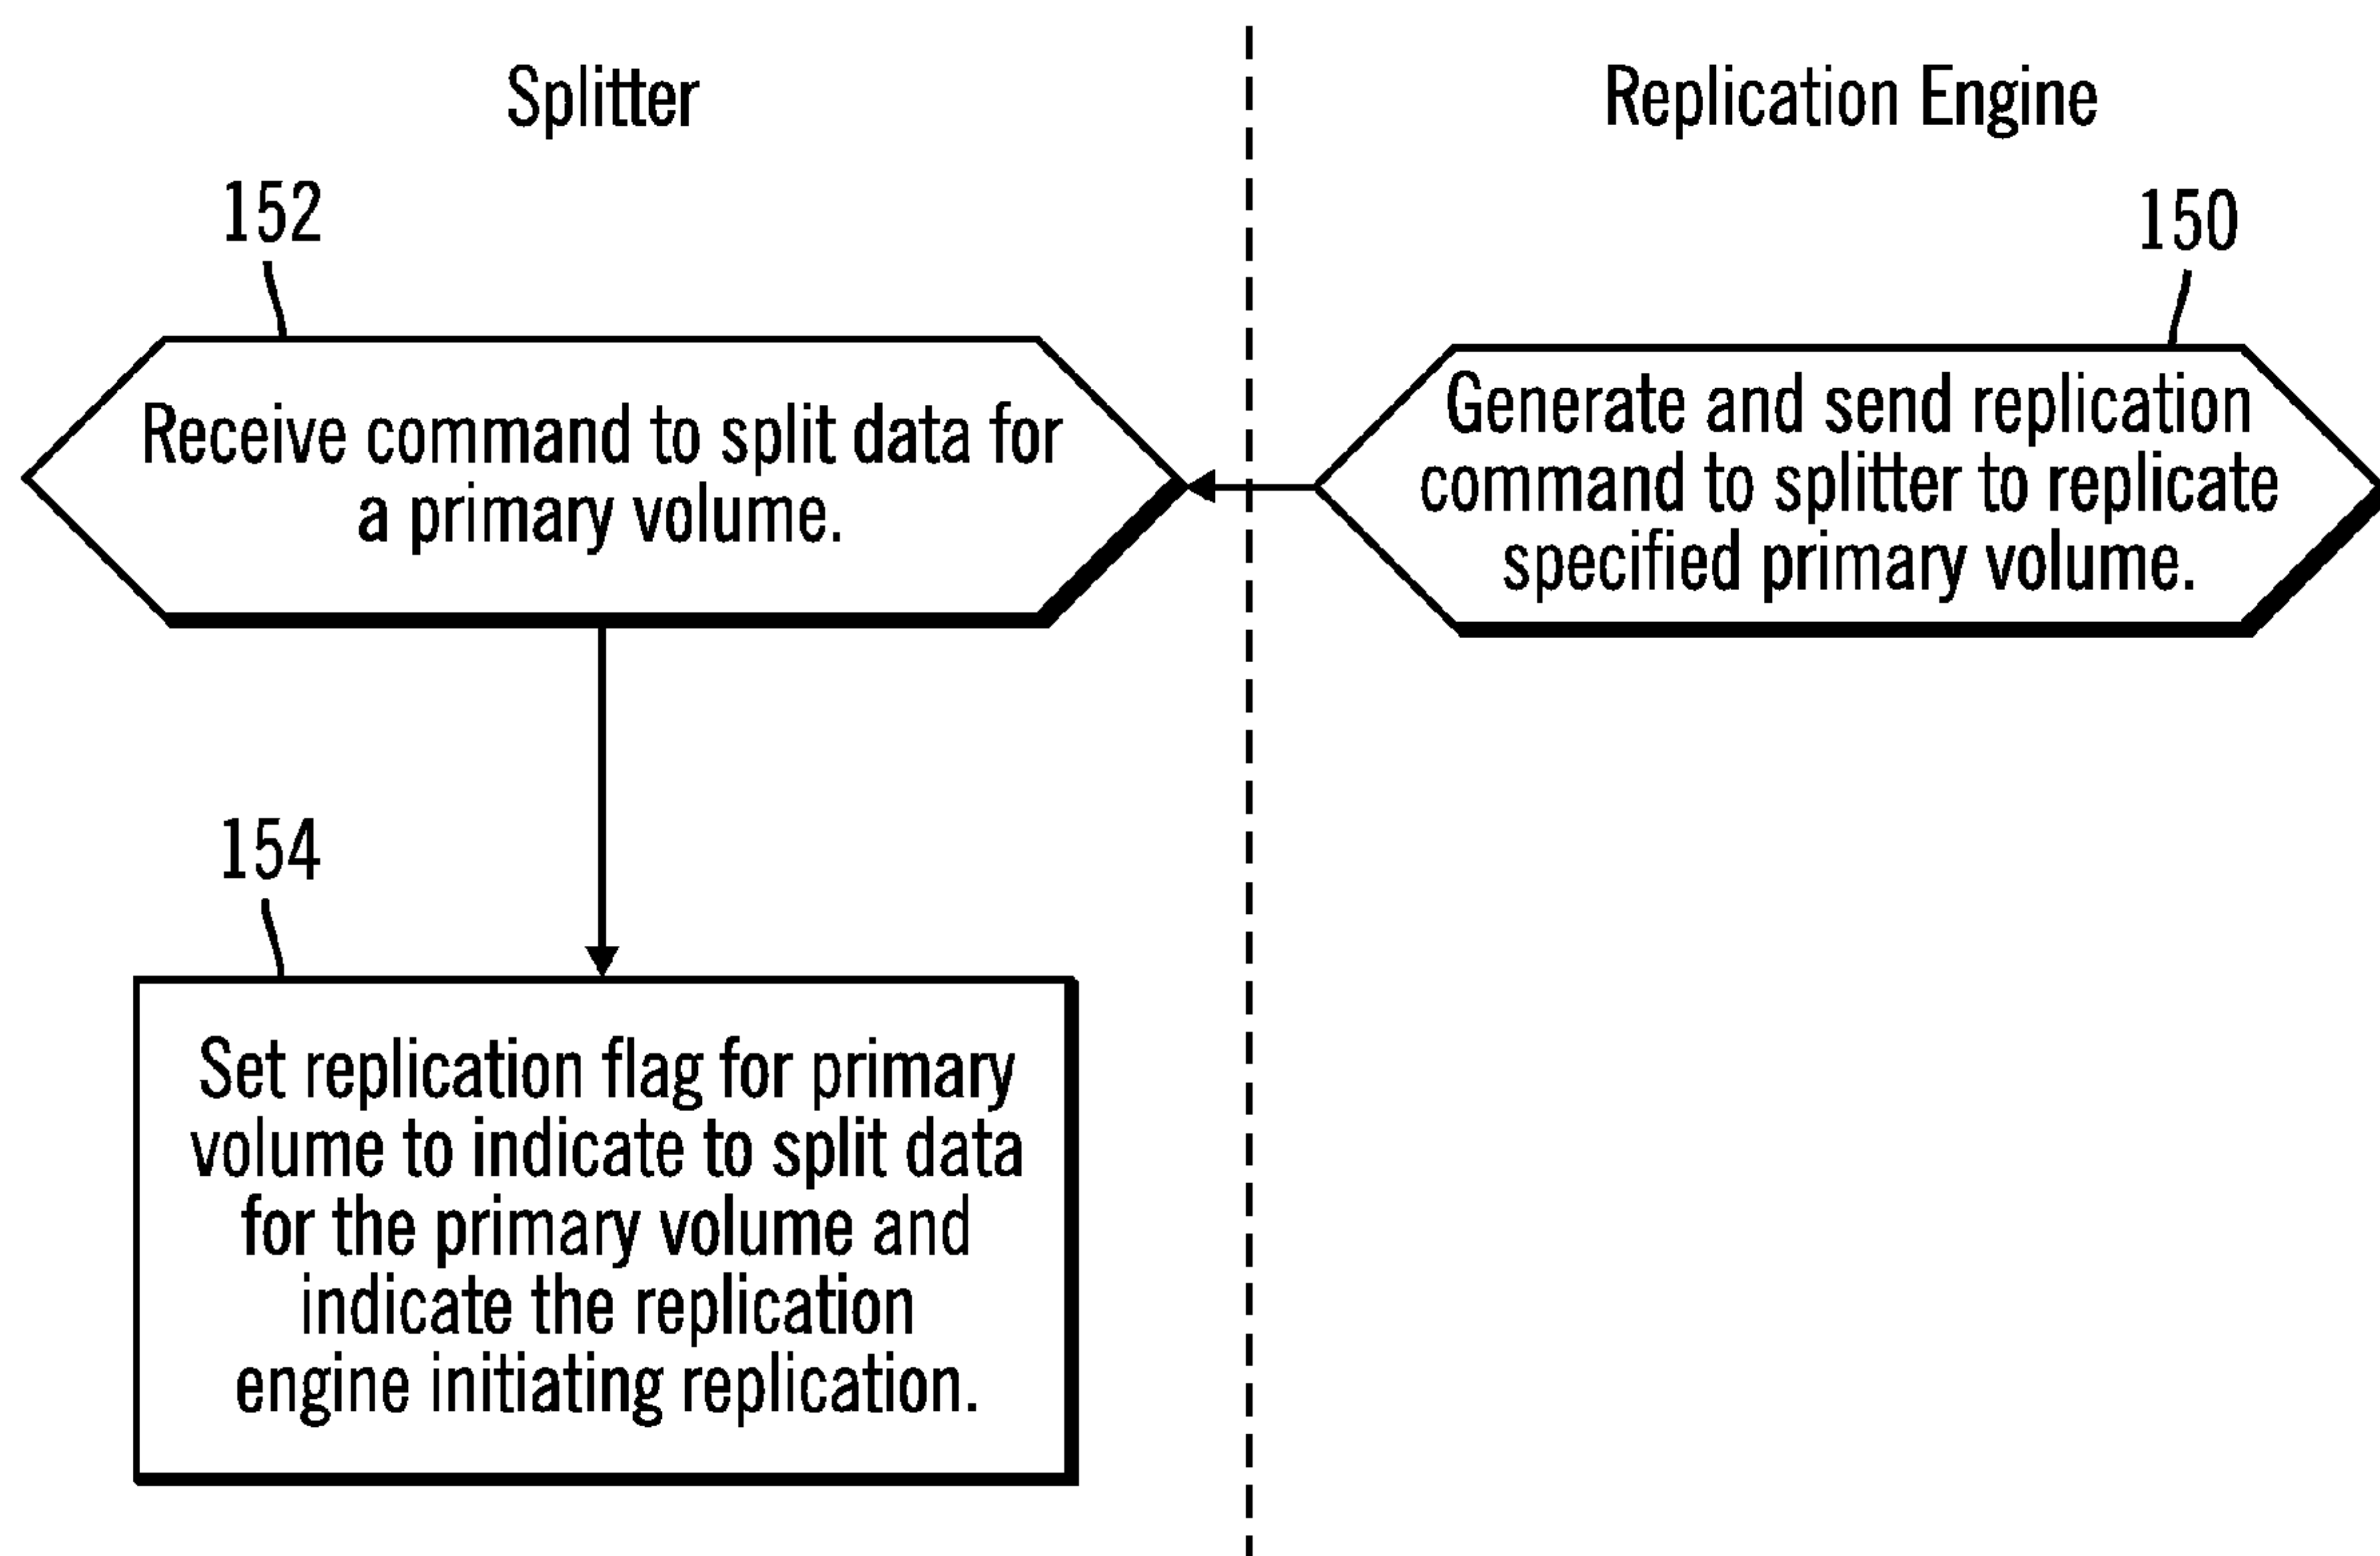 Splitter
Replication Engine
152
150
Receive command to split data for
a primary volume.
Generate and send replication
command to splitter to replicate
specified primary volume.
154
Set replication flag for primary
volume to indicate to split data
for the primary volume and
indicate the replication
engine initiating replication.